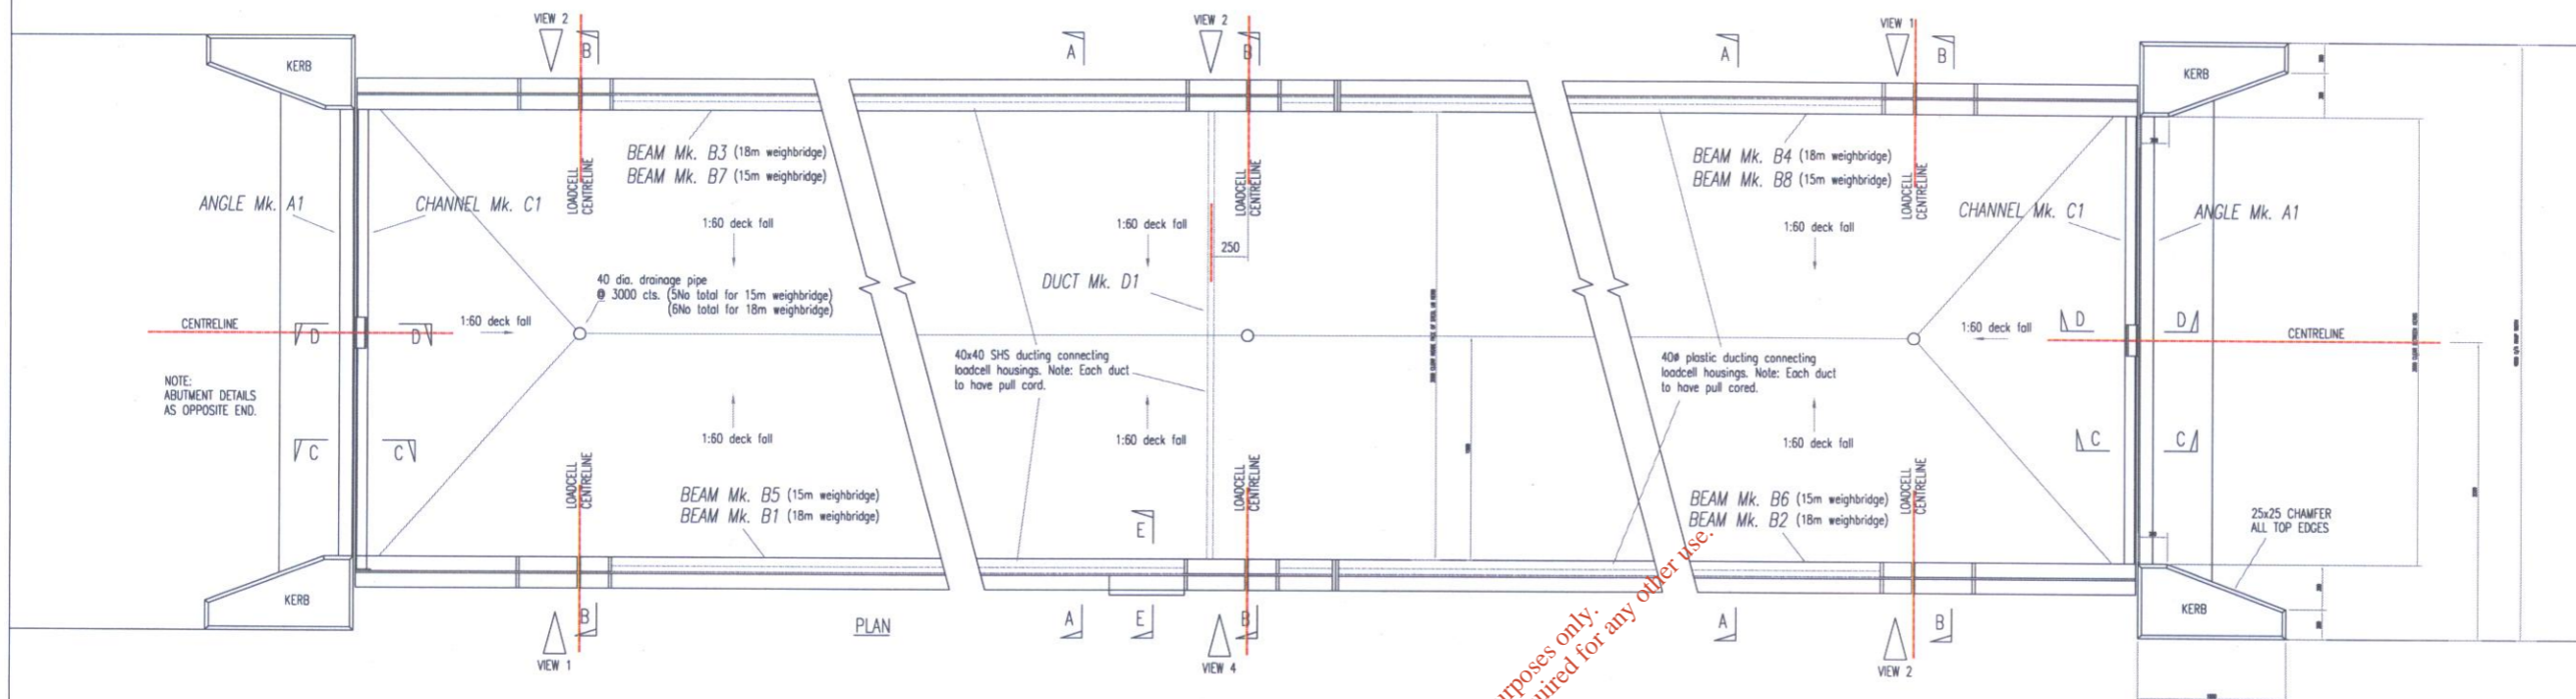 VIEW 2
B
A
VIEW 2
B
A
VIEW 1
B
KERB
KERB
BEAM Mk. B3 (18m weighbridge)
BEAM Mk. B7 (15m weighbridge)
BEAM Mk. B4 (18m weighbridge)
BEAM Mk. B8 (15m weighbridge)
LOADCELL
CENTRELINE
LOADCELL
CENTRELINE
LOADCELL
CENTRELINE
ANGLE Mk. A1
CHANNEL Mk. C1
CHANNEL Mk. C1
ANGLE Mk. A1
1:60 deck fall
1:60 deck fall
1:60 deck fall
250
40 dia. drainage pipe
@ 3000 cts. (5No total for 15m weighbridge)
(6No total for 18m weighbridge)
DUCT Mk. D1
CENTRELINE
D
D
1:60 deck fall
1:60 deck fall
D
D
CENTRELINE
40x40 SHS ducting connecting
loadcell housings. Note: Each duct
to have pull cord.
40ø plastic ducting connecting
loadcell housings. Note: Each duct
to have pull cored.
NOTE:
ABUTMENT DETAILS
AS OPPOSITE END.
C
C
1:60 deck fall
1:60 deck fall
1:60 deck fall
C
C
LOADCELL
CENTRELINE
LOADCELL
CENTRELINE
LOADCELL
CENTRELINE
BEAM Mk. B5 (15m weighbridge)
BEAM Mk. B1 (18m weighbridge)
BEAM Mk. B6 (15m weighbridge)
BEAM Mk. B2 (18m weighbridge)
E
25x25 CHAMFER
ALL TOP EDGES
KERB
KERB
B
PLAN
A
E
B
A
B
VIEW 1
VIEW 4
VIEW 2
purposes only.
required for any other use.